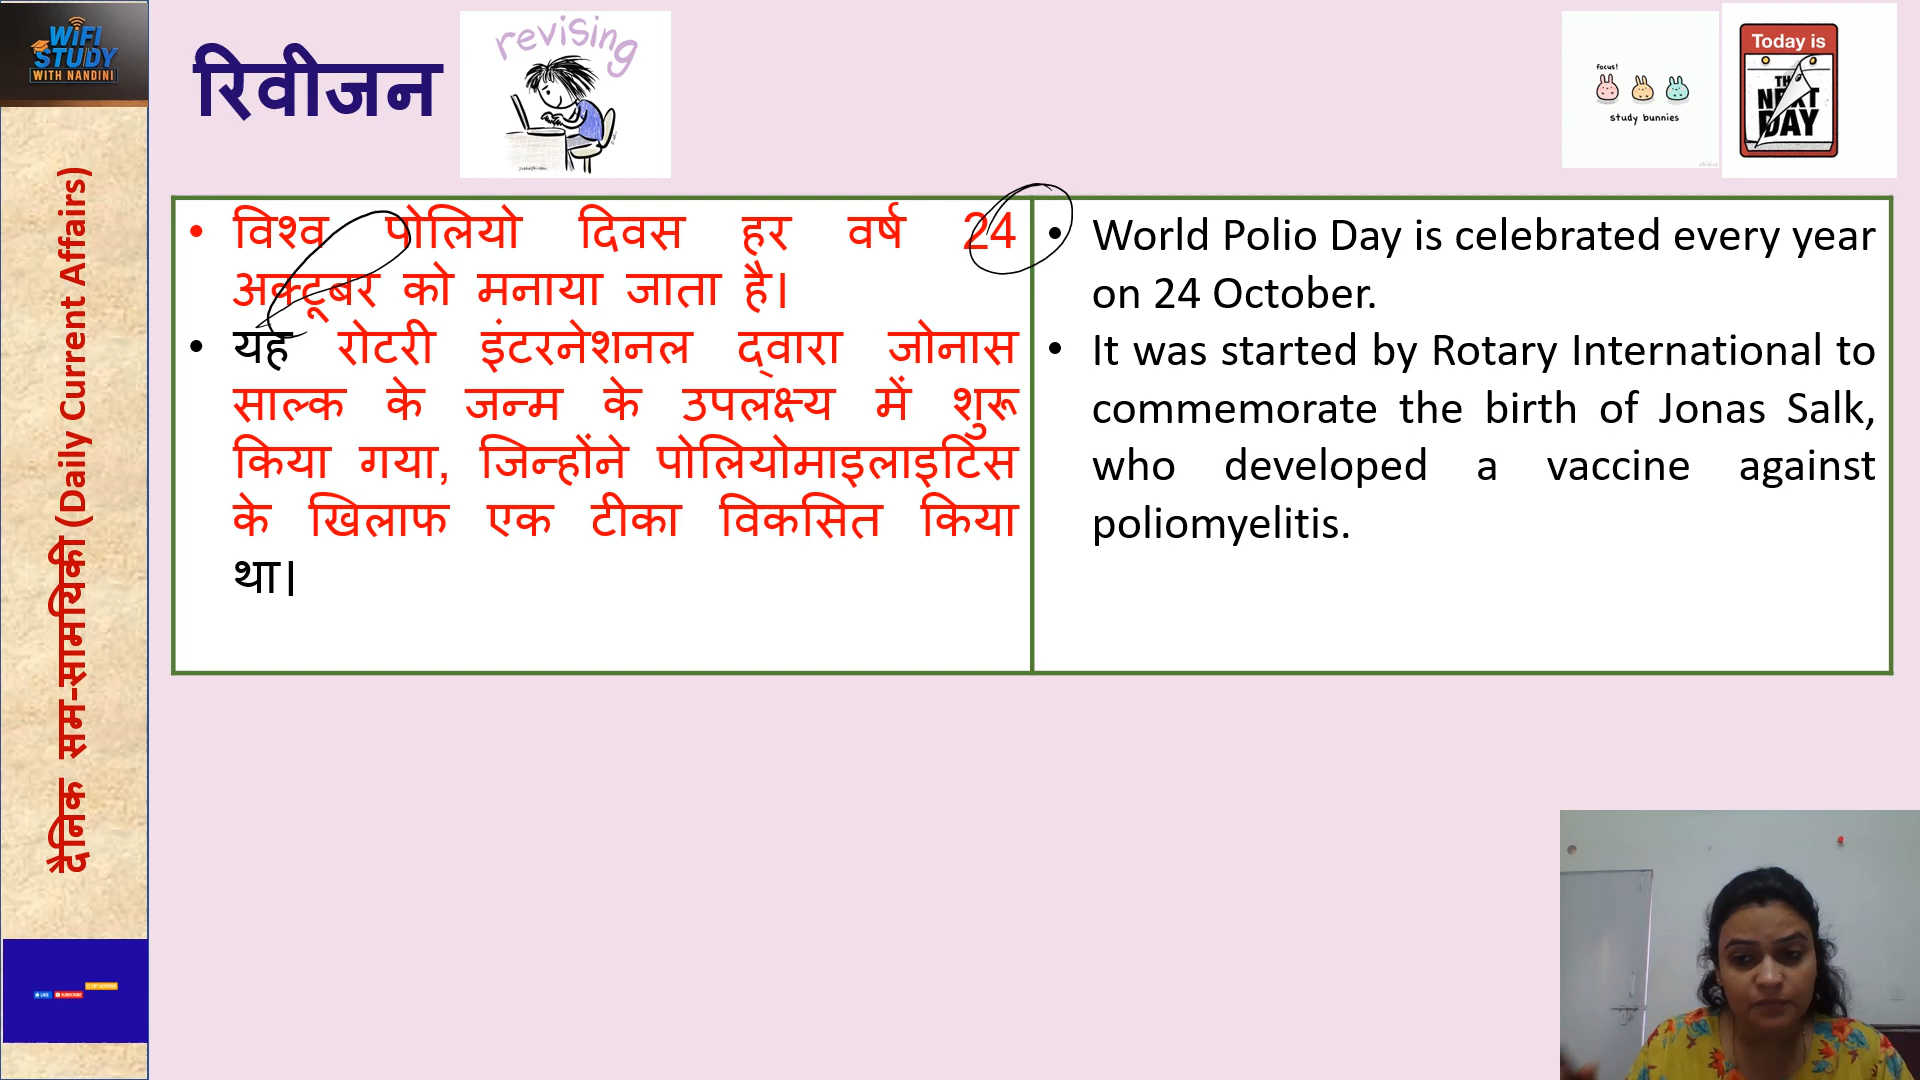 WiFi
STUDY
WITH NANDINI
दैनिक सम-सामयिकी (Daily Current Affairs)
रिवीजन
revising
focus!
study bunnies
Today is
THE
NEXT
DAY
• विश्व पोलियो दिवस हर वर्ष 24
अक्टूबर को मनाया जाता है।
• यह रोटरी इंटरनेशनल द्वारा जोनास
साल्क के जन्म के उपलक्ष्य में शुरू
किया गया, जिन्होंने पोलियोमाइलाइटिस
के खिलाफ एक टीका विकसित किया
था।
• World Polio Day is celebrated every year
on 24 October.
• It was started by Rotary International to
commemorate the birth of Jonas Salk,
who developed a vaccine against
poliomyelitis.
LIKE
SUBSCRIBE